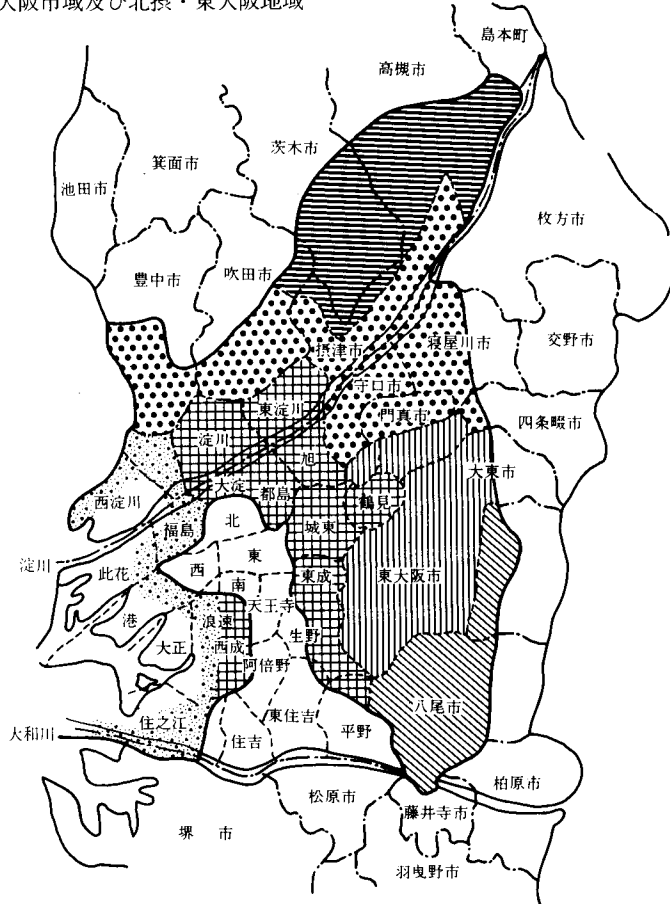 大阪市域及び北摂・東大阪地域
島本町
高槻市
茨木市
箕面市
池田市
枚方市
豊中市
吹田市
交野市
摂津市
寝屋川市
守口市
東淀川
門真市
四条畷市
淀川
旭
大東市
大淀
都島
鶴見
西淀川
北
城東
福島
淀川
東
此花
西
東成
東大阪市
南
天王寺
港
浪速
生野
大正
西成
阿倍野
八尾市
東住吉
住之江
平野
大和川
住吉
柏原市
松原市
藤井寺市
堺市
羽曳野市